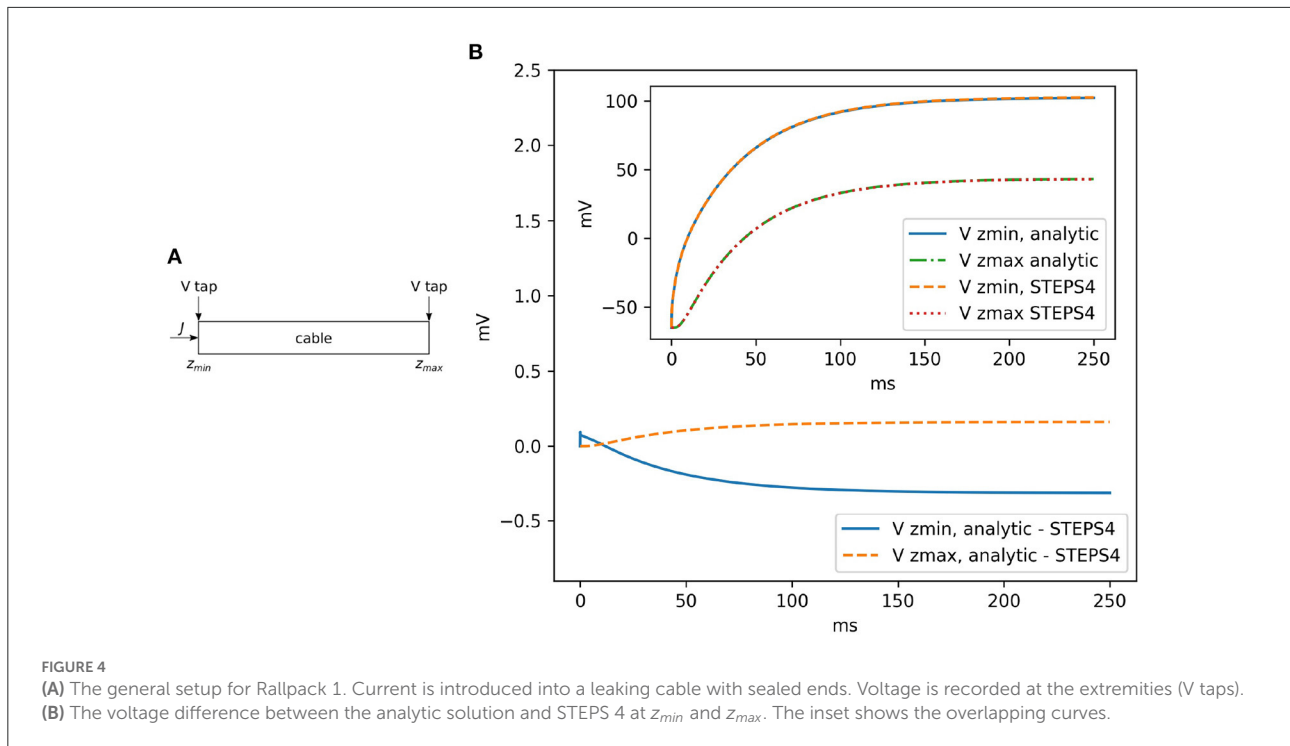 B
2.5
2.0
1.5
1.0
0.5
0.0
−0.5
mV
0
50
100
150
200
250
ms
100
50
0
−50
mV
0
50
100
150
200
250
ms
V zmin, analytic
V zmax analytic
V zmin, STEPS4
V zmax STEPS4
V zmin, analytic - STEPS4
V zmax, analytic - STEPS4
A
V tap
V tap
J
cable
zmin
zmax
FIGURE 4
(A) The general setup for Rallpack 1. Current is introduced into a leaking cable with sealed ends. Voltage is recorded at the extremities (V taps).
(B) The voltage difference between the analytic solution and STEPS 4 at zmin and zmax. The inset shows the overlapping curves.